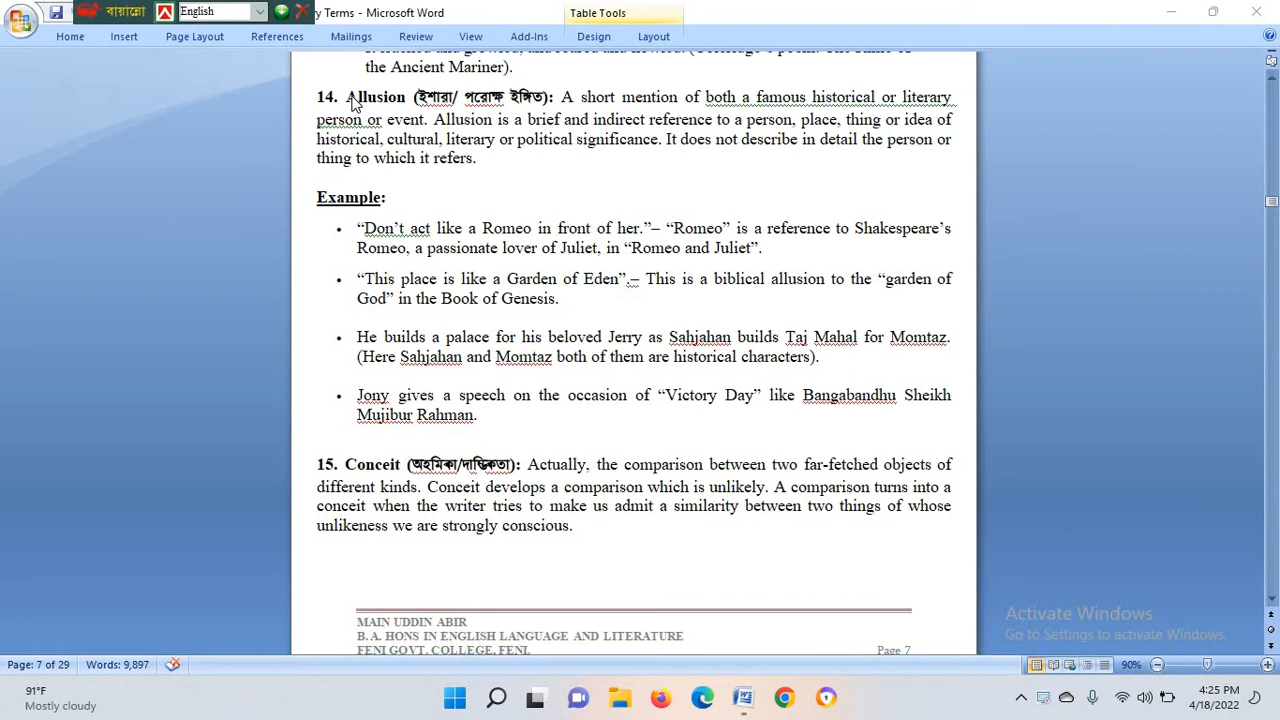 বায়ান্নো English y Terms - Microsoft Word Table Tools
Home Insert Page Layout References Mailings Review View Add-Ins Design Layout
the Ancient Mariner).
14. Allusion (ইশারা/ পরোক্ষ ইঙ্গিত): A short mention of both a famous historical or literary
person or event. Allusion is a brief and indirect reference to a person, place, thing or idea of
historical, cultural, literary or political significance. It does not describe in detail the person or
thing to which it refers.
Example:
• “Don’t act like a Romeo in front of her.”– “Romeo” is a reference to Shakespeare’s
Romeo, a passionate lover of Juliet, in “Romeo and Juliet”.
• “This place is like a Garden of Eden”.– This is a biblical allusion to the “garden of
God” in the Book of Genesis.
• He builds a palace for his beloved Jerry as Sahjahan builds Taj Mahal for Momtaz.
(Here Sahjahan and Momtaz both of them are historical characters).
• Jony gives a speech on the occasion of “Victory Day” like Bangabandhu Sheikh
Mujibur Rahman.
15. Conceit (অহমিকা/দাম্ভিকতা): Actually, the comparison between two far-fetched objects of
different kinds. Conceit develops a comparison which is unlikely. A comparison turns into a
conceit when the writer tries to make us admit a similarity between two things of whose
unlikeness we are strongly conscious.
MAIN UDDIN ABIR
B. A. HONS IN ENGLISH LANGUAGE AND LITERATURE
FENI GOVT. COLLEGE, FENI. Page 7
Activate Windows
Go to Settings to activate Windows.
Page: 7 of 29 Words: 9,897 90%
91°F 4:25 PM
Mostly cloudy 4/18/2022